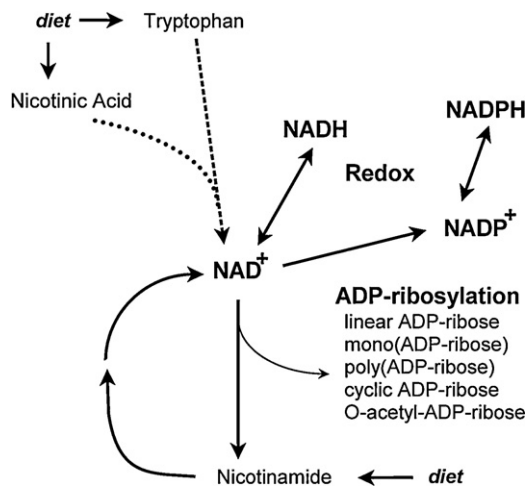 diet
Tryptophan
Nicotinic Acid
NADH
NADPH
Redox
NADP+
NAD+
ADP-ribosylation
linear ADP-ribose
mono(ADP-ribose)
poly(ADP-ribose)
cyclic ADP-ribose
O-acetyl-ADP-ribose
Nicotinamide
diet